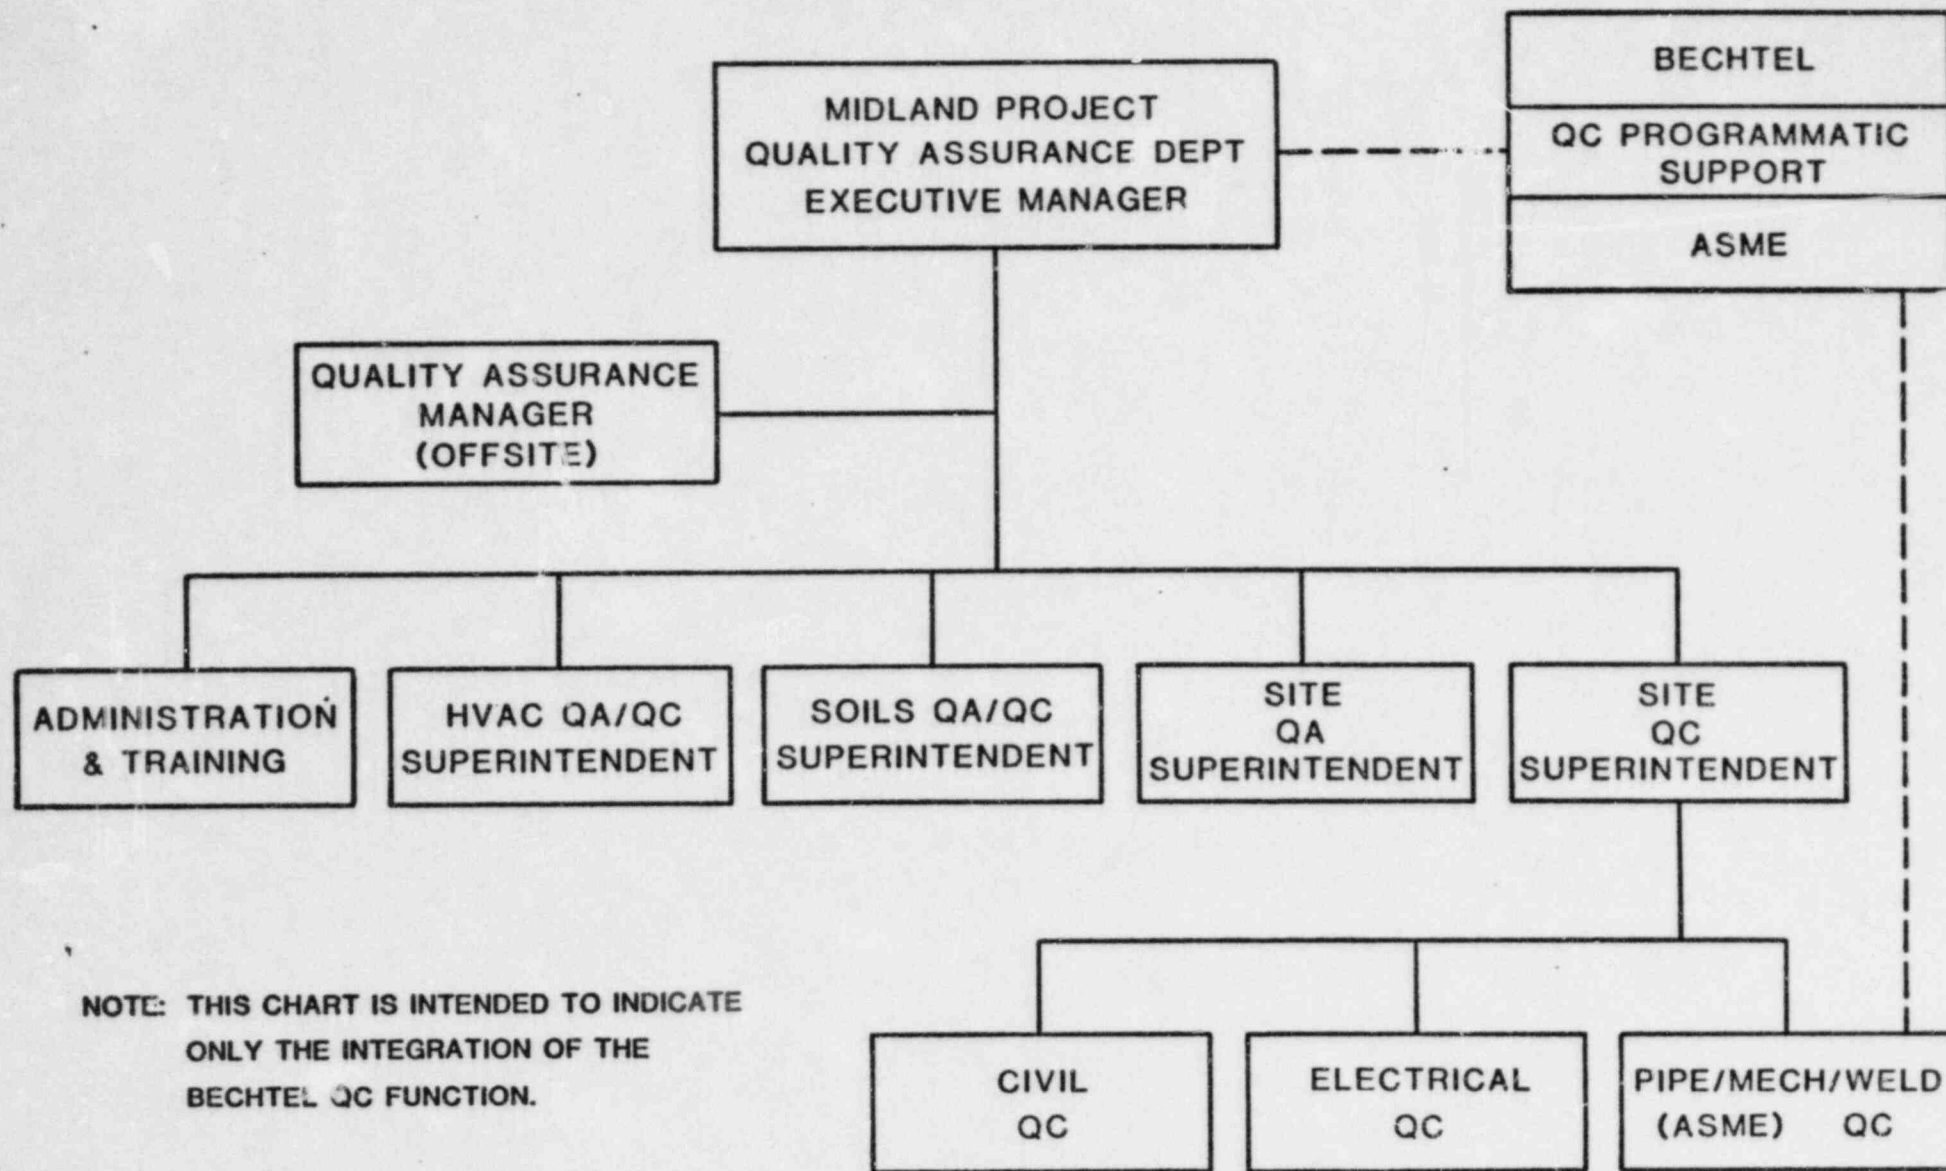 BECHTEL
QC PROGRAMMATIC
SUPPORT
ASME
MIDLAND PROJECT
QUALITY ASSURANCE DEPT
EXECUTIVE MANAGER
QUALITY ASSURANCE
MANAGER
(OFFSITE)
ADMINISTRATION
& TRAINING
HVAC QA/QC
SUPERINTENDENT
SOILS QA/QC
SUPERINTENDENT
SITE
QA
SUPERINTENDENT
SITE
QC
SUPERINTENDENT
NOTE: THIS CHART IS INTENDED TO INDICATE
ONLY THE INTEGRATION OF THE
BECHTEL QC FUNCTION.
CIVIL
QC
ELECTRICAL
QC
PIPE/MECH/WELD
(ASME) QC